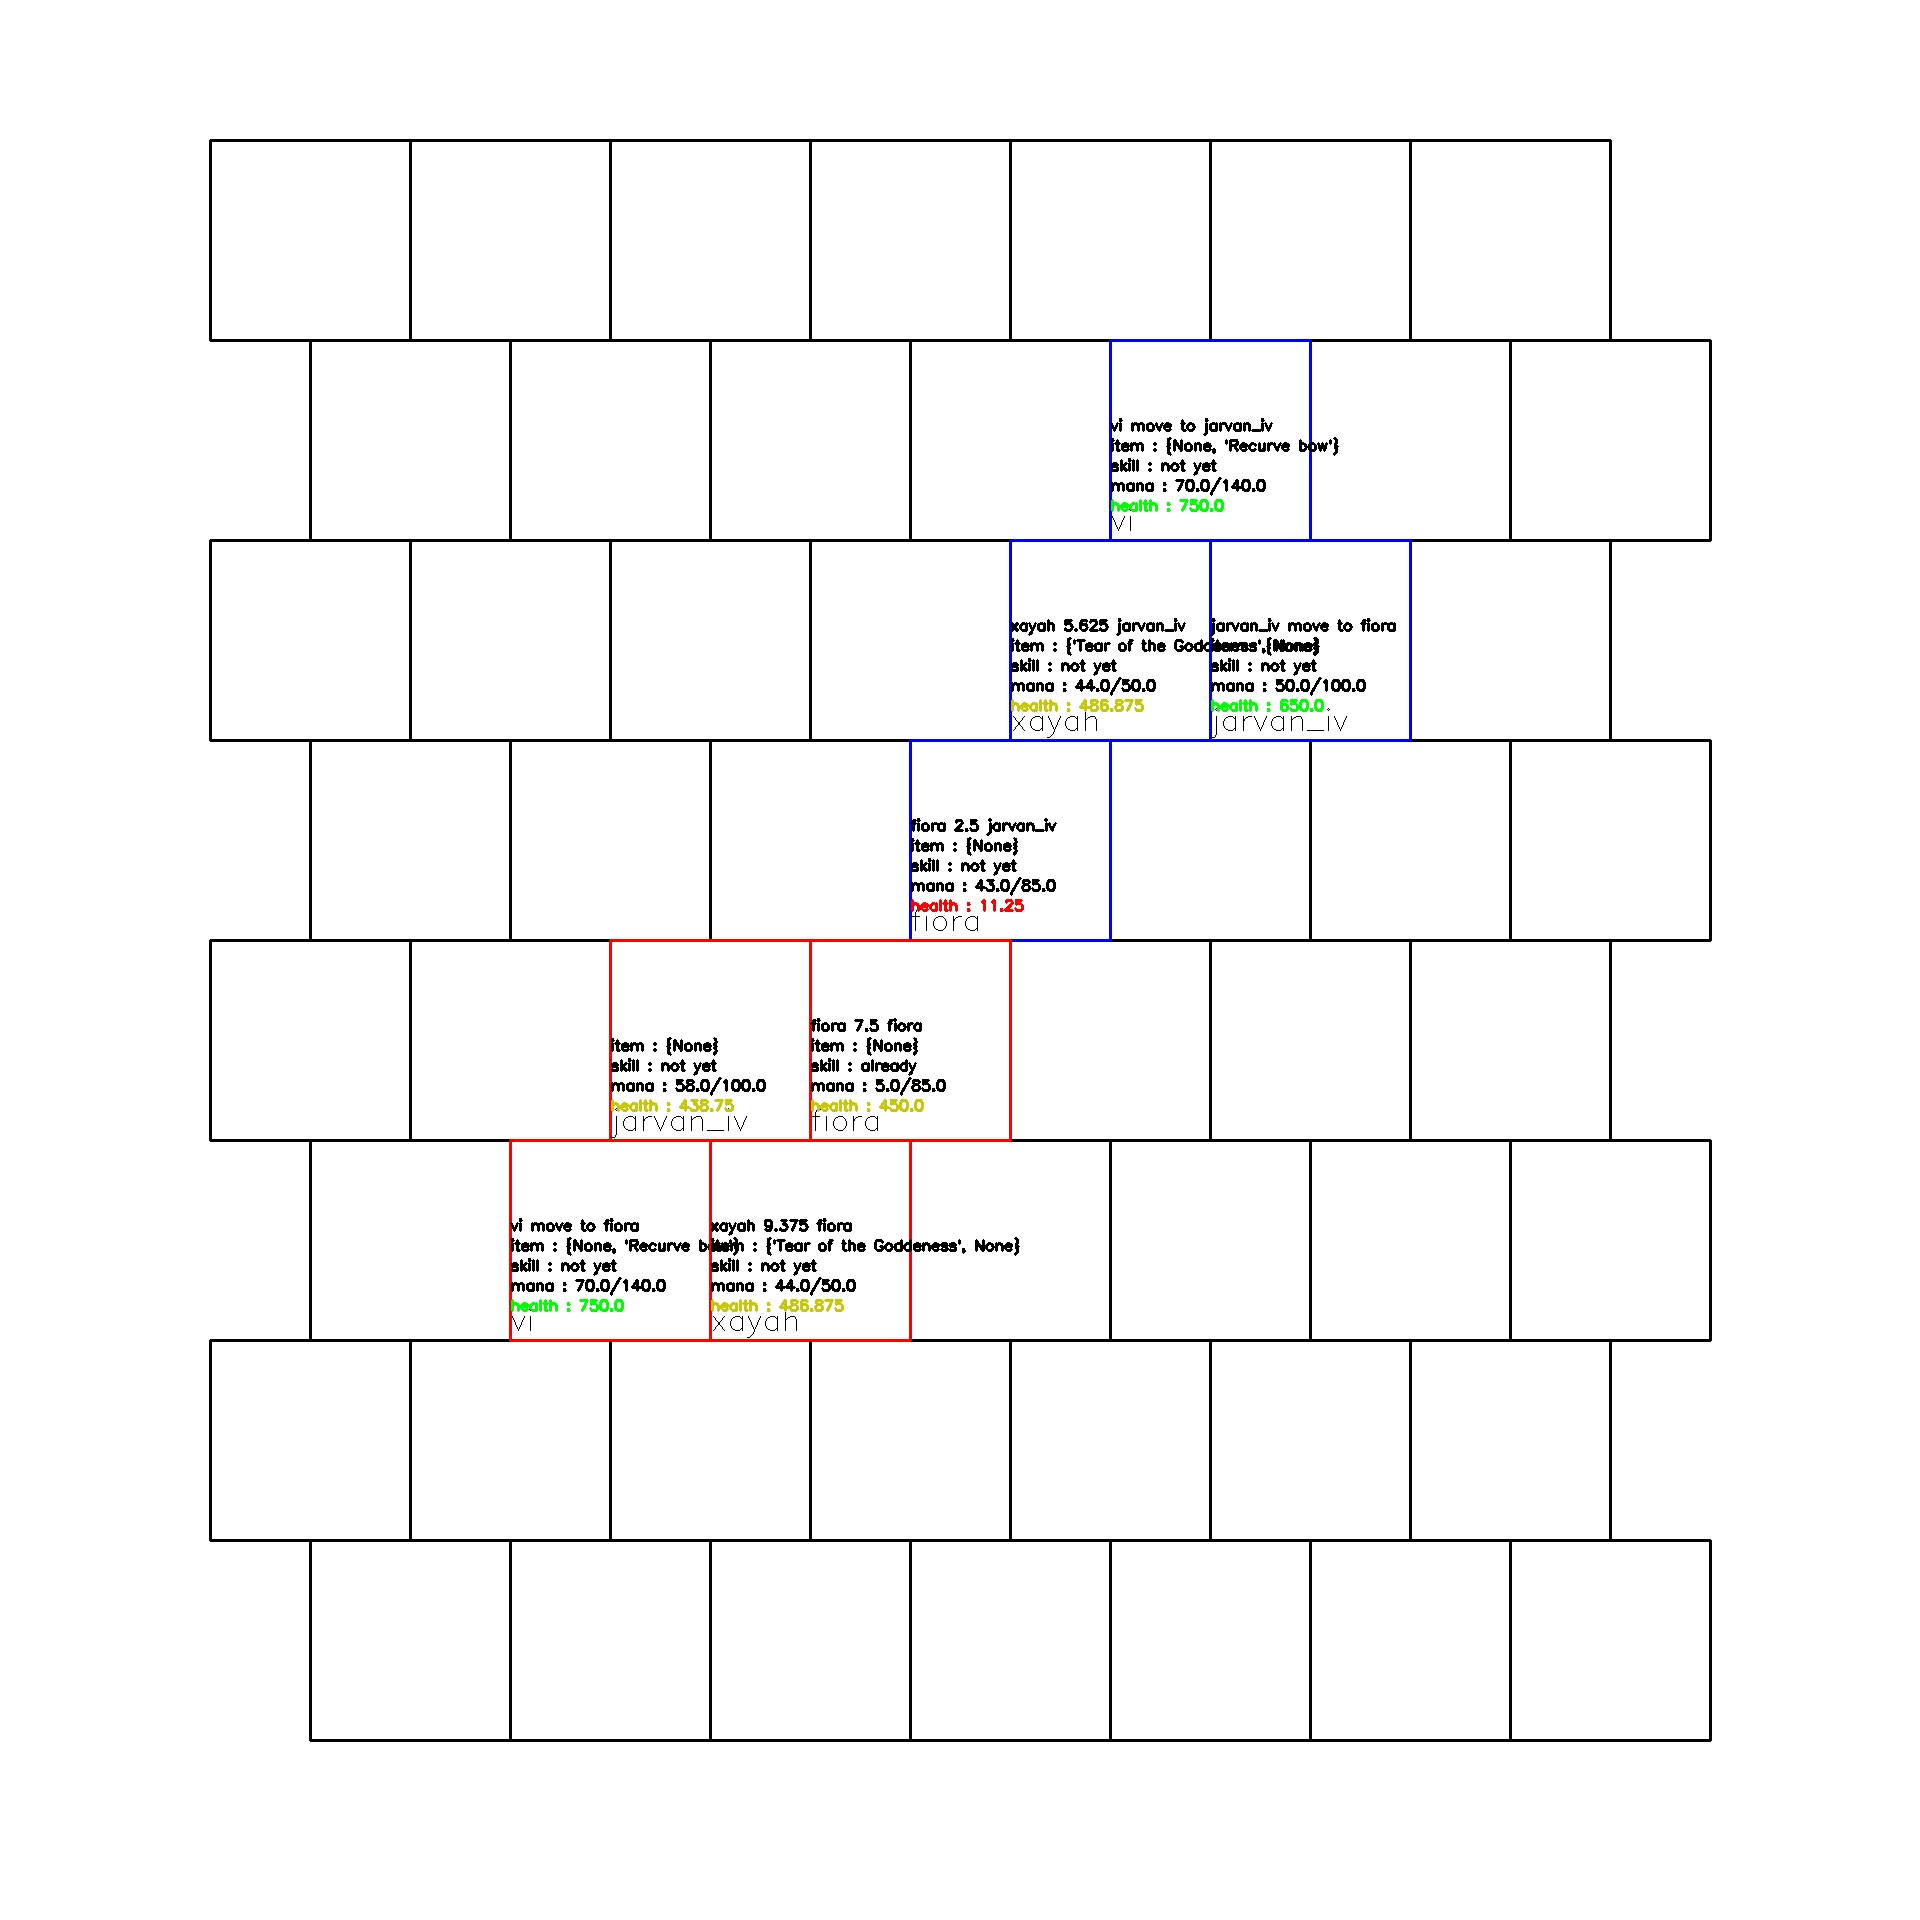 vi move to jarvan_iv
item : {None, 'Recurve bow'}
skill : not yet
mana : 70.0/140.0
health : 750.0
vi
xayah 5.625 jarvan_iv
item : {'Tear of the Goddeness', None}
skill : not yet
mana : 44.0/50.0
health : 486.875
xayah
jarvan_iv move to fiora
item : {None}
skill : not yet
mana : 50.0/100.0
health : 650.0
jarvan_iv
fiora 2.5 jarvan_iv
item : {None}
skill : not yet
mana : 43.0/85.0
health : 11.25
fiora
item : {None}
skill : not yet
mana : 58.0/100.0
health : 438.75
jarvan_iv
fiora 7.5 fiora
item : {None}
skill : already
mana : 5.0/85.0
health : 450.0
fiora
vi move to fiora
item : {None, 'Recurve bow'}
skill : not yet
mana : 70.0/140.0
health : 750.0
vi
xayah 9.375 fiora
item : {'Tear of the Goddeness', None}
skill : not yet
mana : 44.0/50.0
health : 486.875
xayah